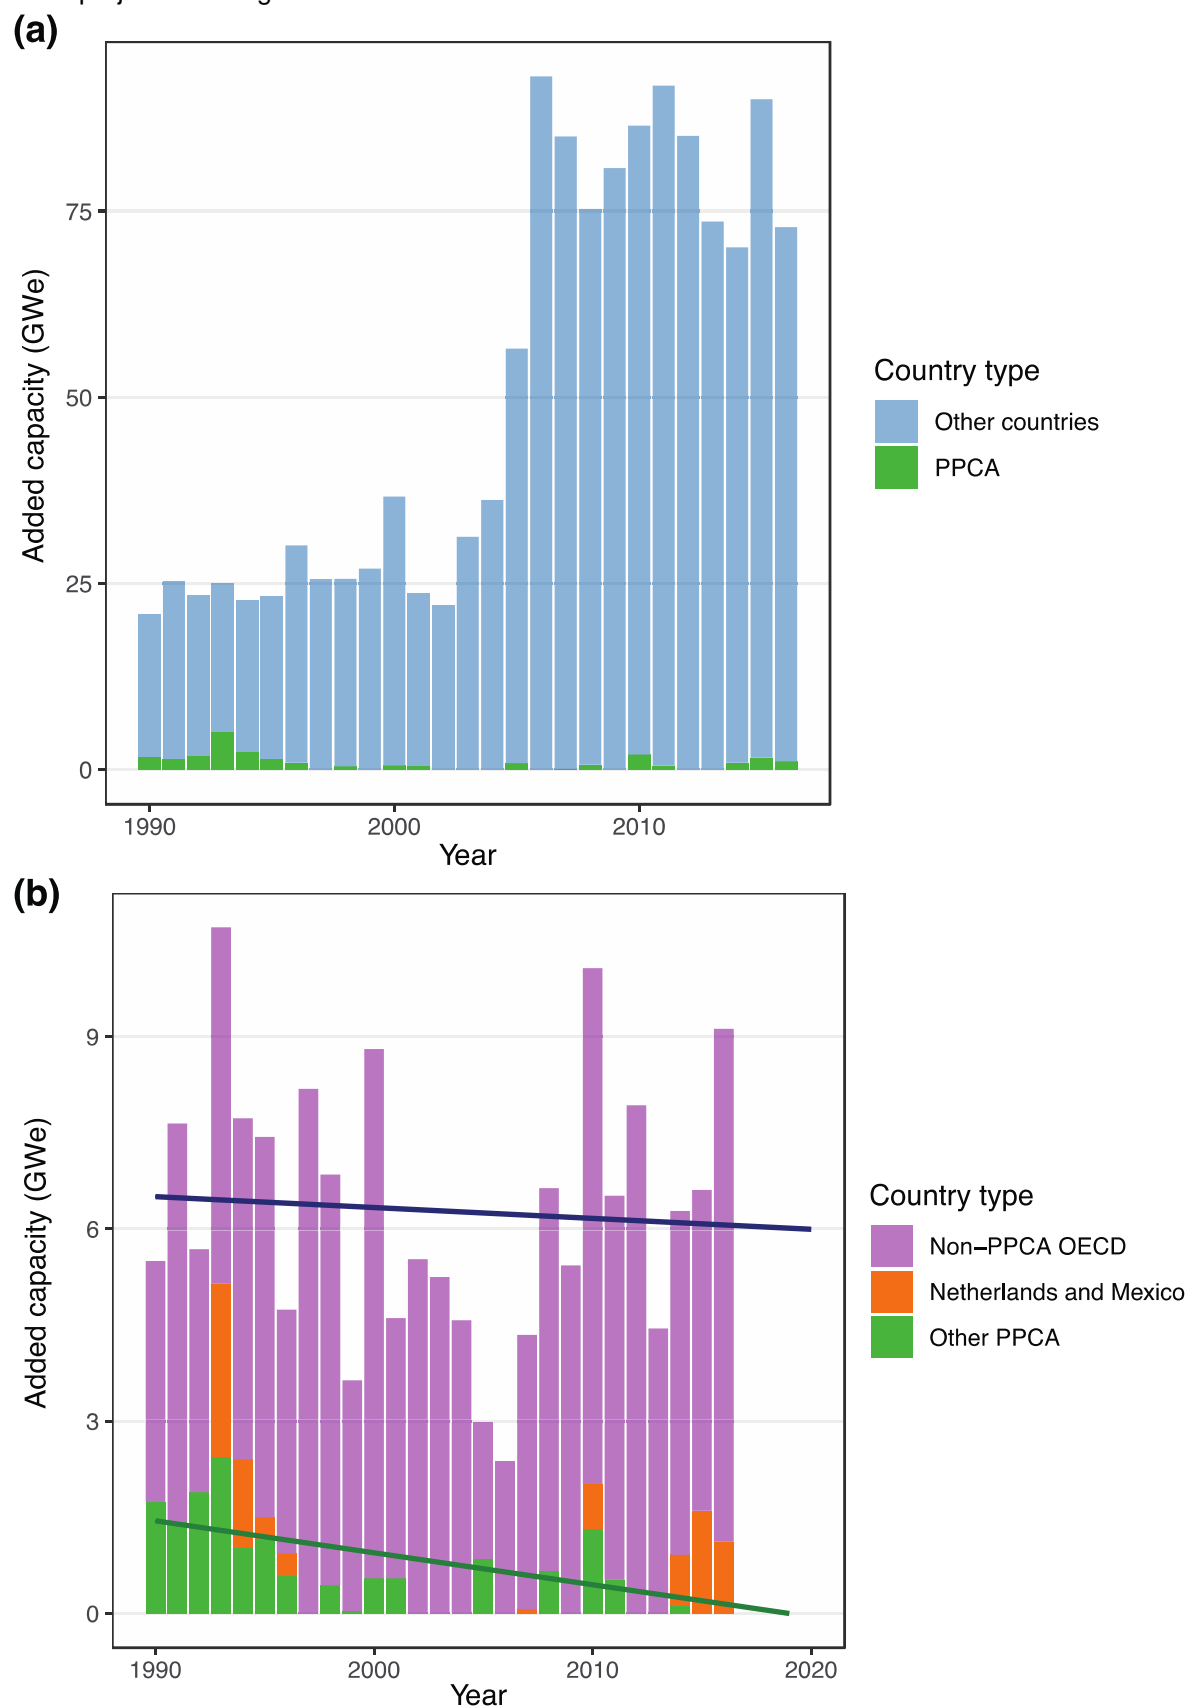 (a)
Added capacity (GWe)
75
50
25
0
1990 2000 2010
Year
Country type
Other countries
PPCA
(b)
Added capacity (GWe)
9
6
3
0
1990 2000 2010 2020
Year
Country type
Non−PPCA OECD
Netherlands and Mexico
Other PPCA